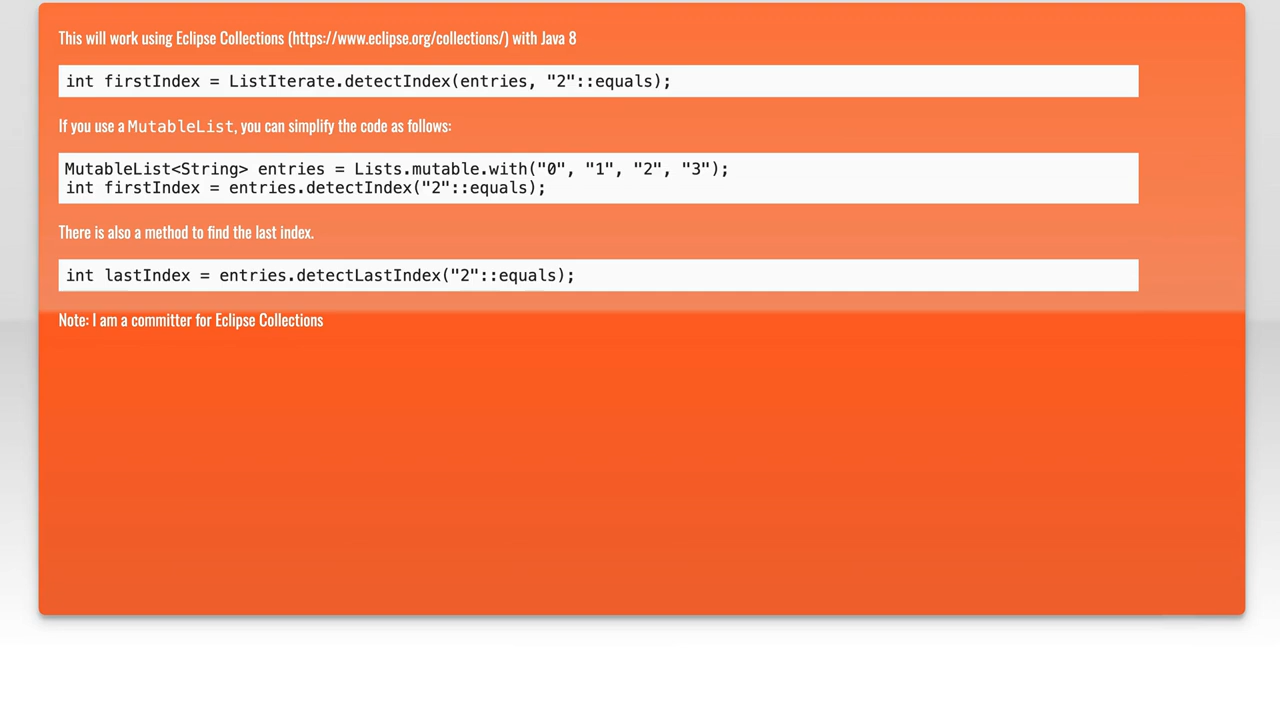 This will work using Eclipse Collections (https://www.eclipse.org/collections/) with Java 8
int firstIndex = ListIterate.detectIndex(entries, "2"::equals);
If you use a MutableList, you can simplify the code as follows:
MutableList<String> entries = Lists.mutable.with("0", "1", "2", "3");
int firstIndex = entries.detectIndex("2"::equals);
There is also a method to find the last index.
int lastIndex = entries.detectLastIndex("2"::equals);
Note: I am a committer for Eclipse Collections